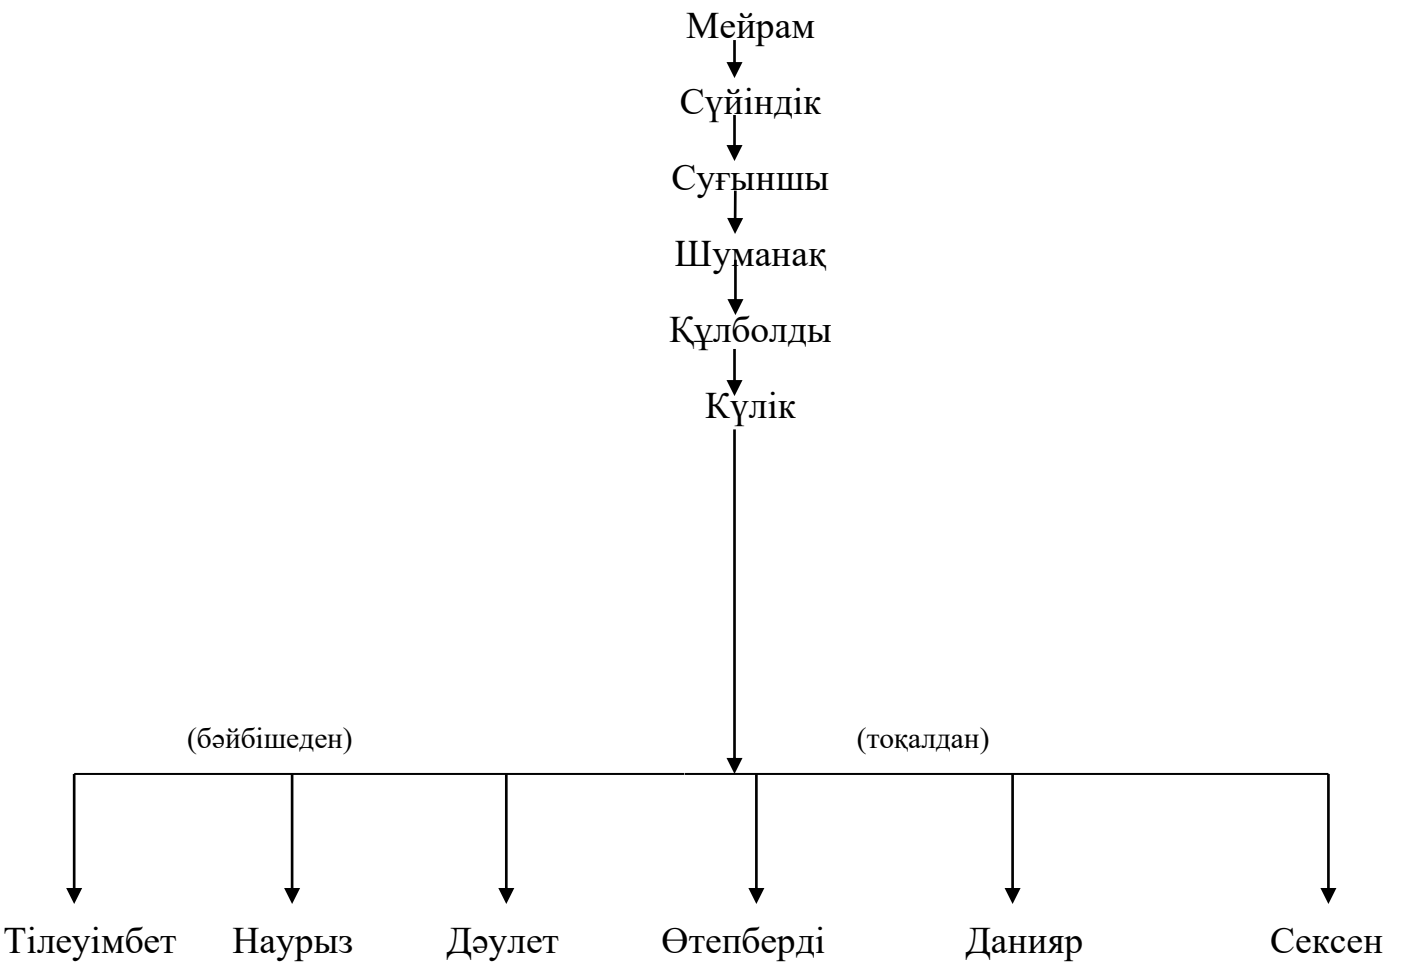 Мейрам
Сүйіндік
Суғыншы
Шуманақ
Құлболды
Күлік
(бәйбішеден) (тоқалдан)
Тілеуімбет Наурыз Дәулет Өтепберді Данияр Сексен